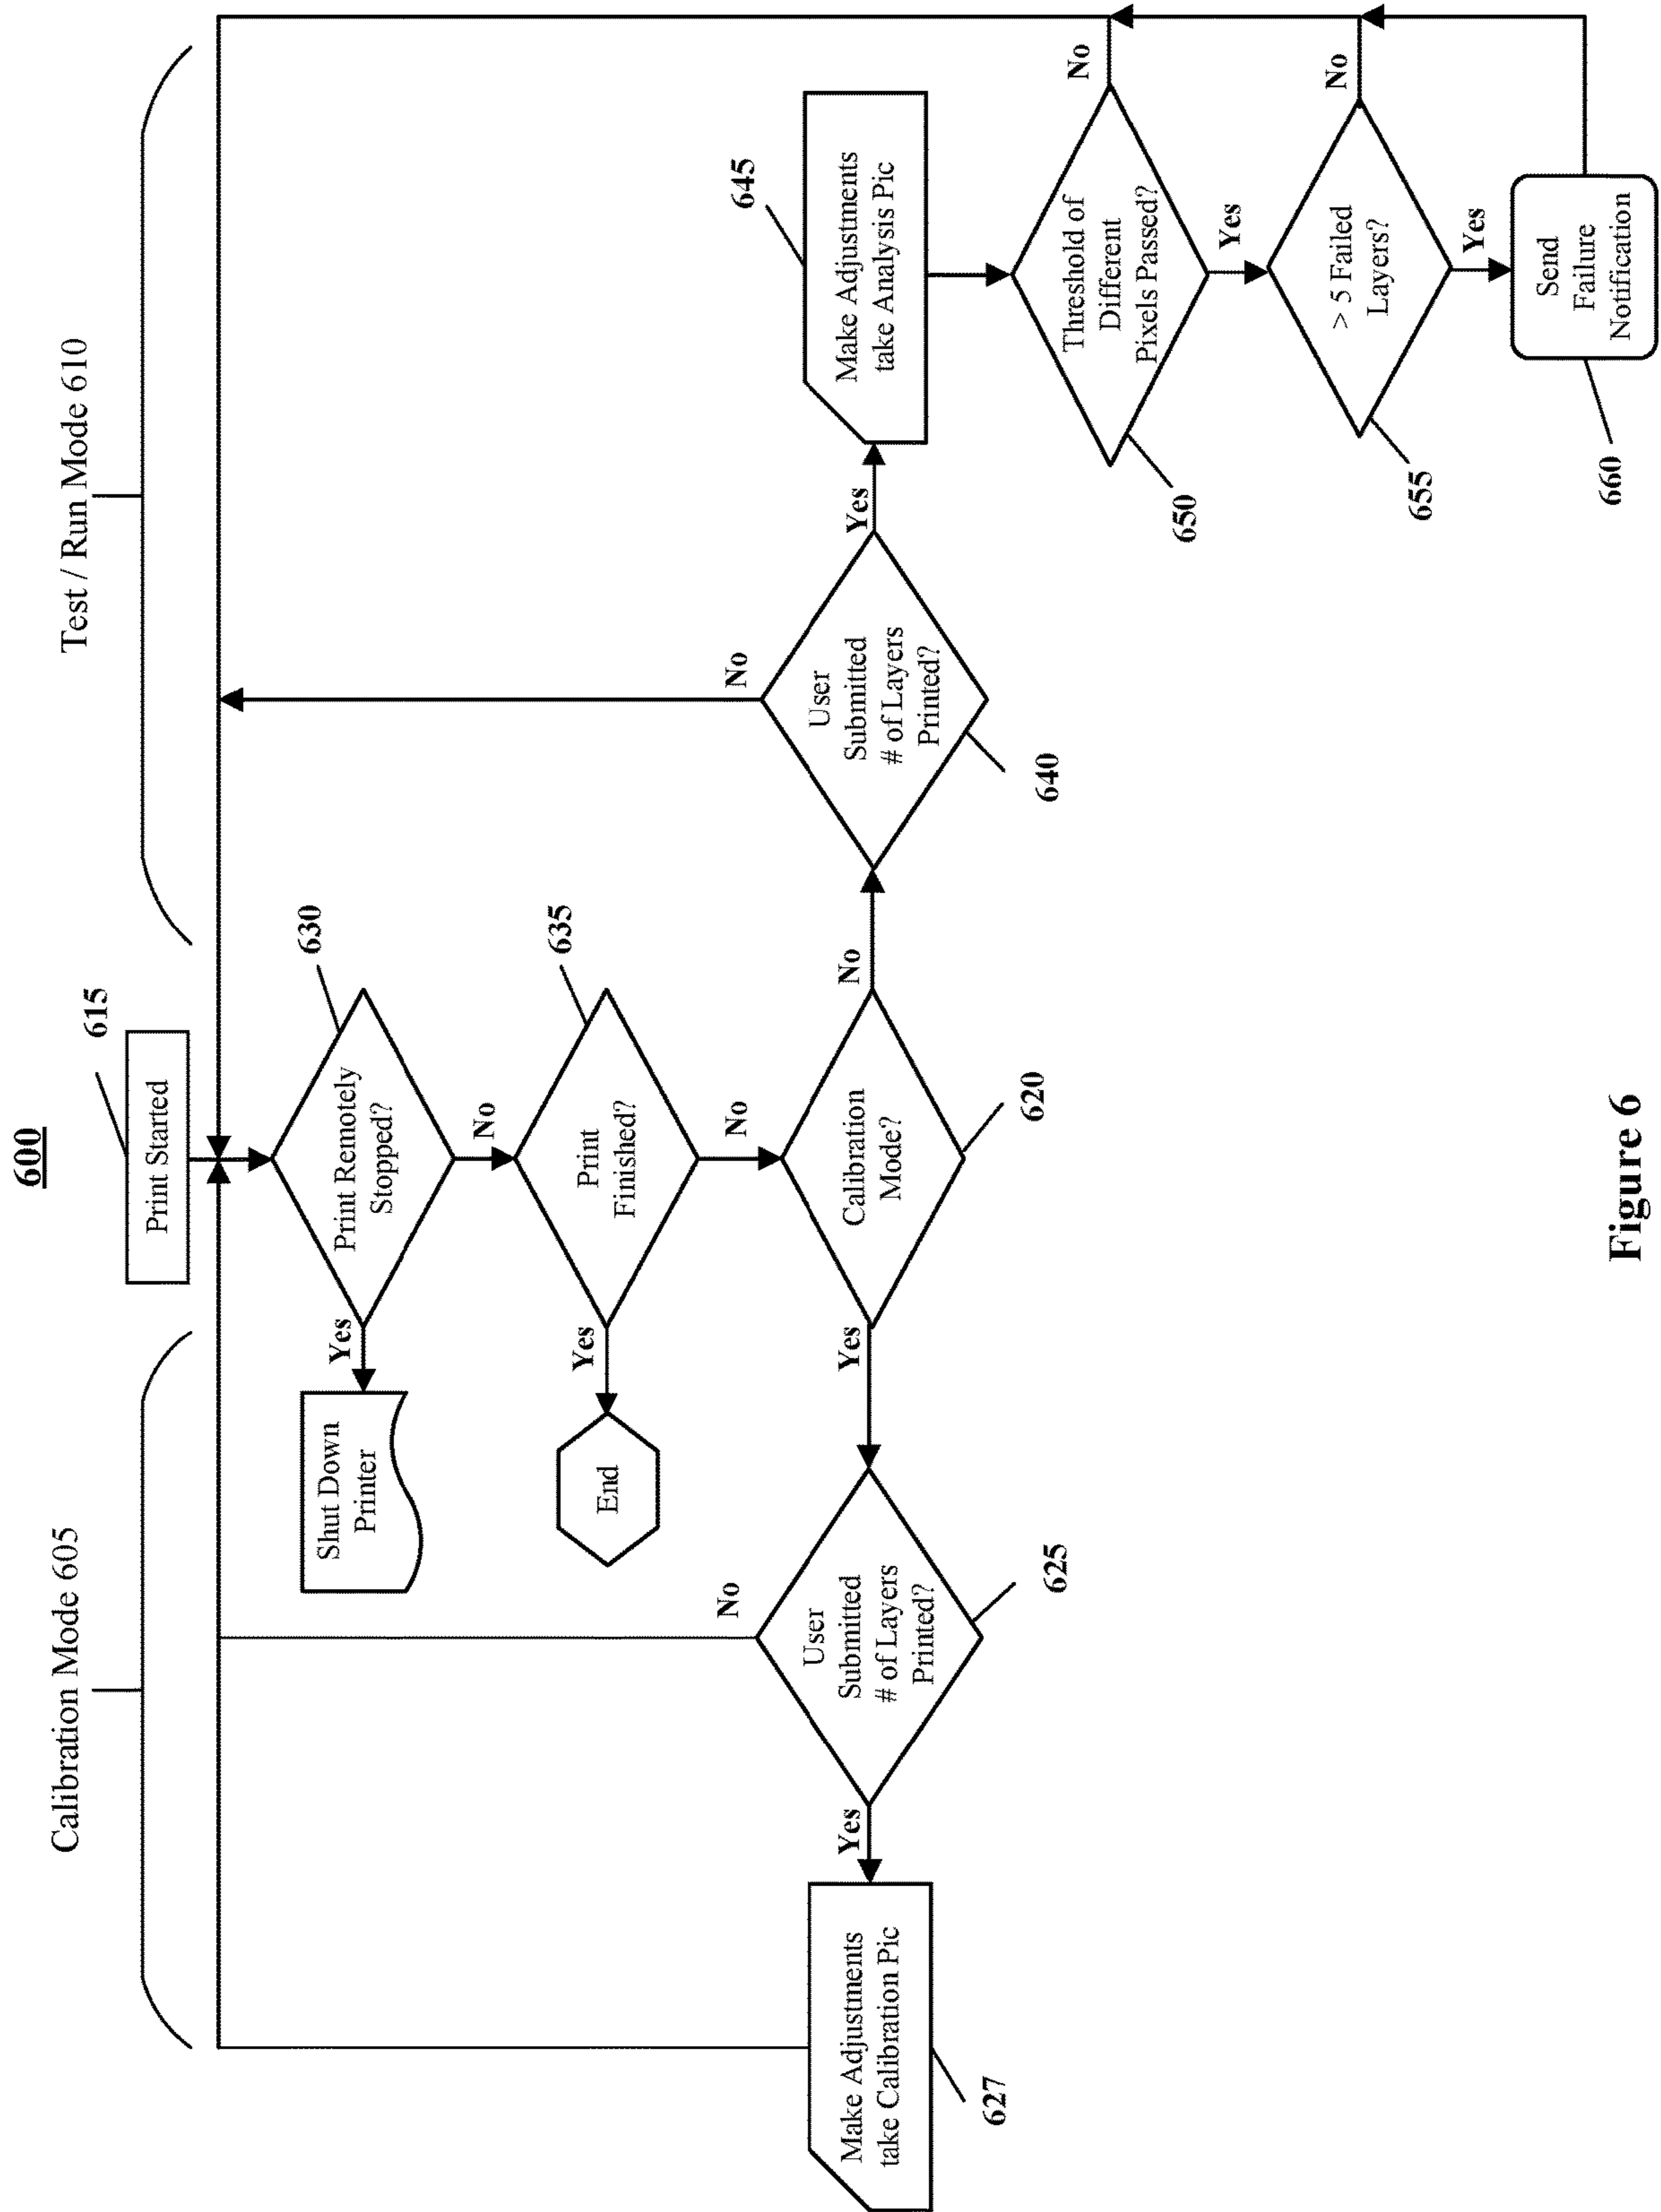 600
Calibration Mode 605
Test / Run Mode 610
615
Print Started
630
Print Remotely
Stopped?
Yes
Shut Down
Printer
No
635
Print
Finished?
Yes
End
No
Calibration
Mode?
620
Yes
No
User
Submitted
# of Layers
Printed?
625
No
Yes
Make Adjustments
take Calibration Pic
627
User
Submitted
# of Layers
Printed?
640
No
Yes
645
Make Adjustments
take Analysis Pic
Threshold of
Different
Pixels Passed?
650
No
Yes
> 5 Failed
Layers?
655
No
Yes
Send
Failure
Notification
660
Figure 6